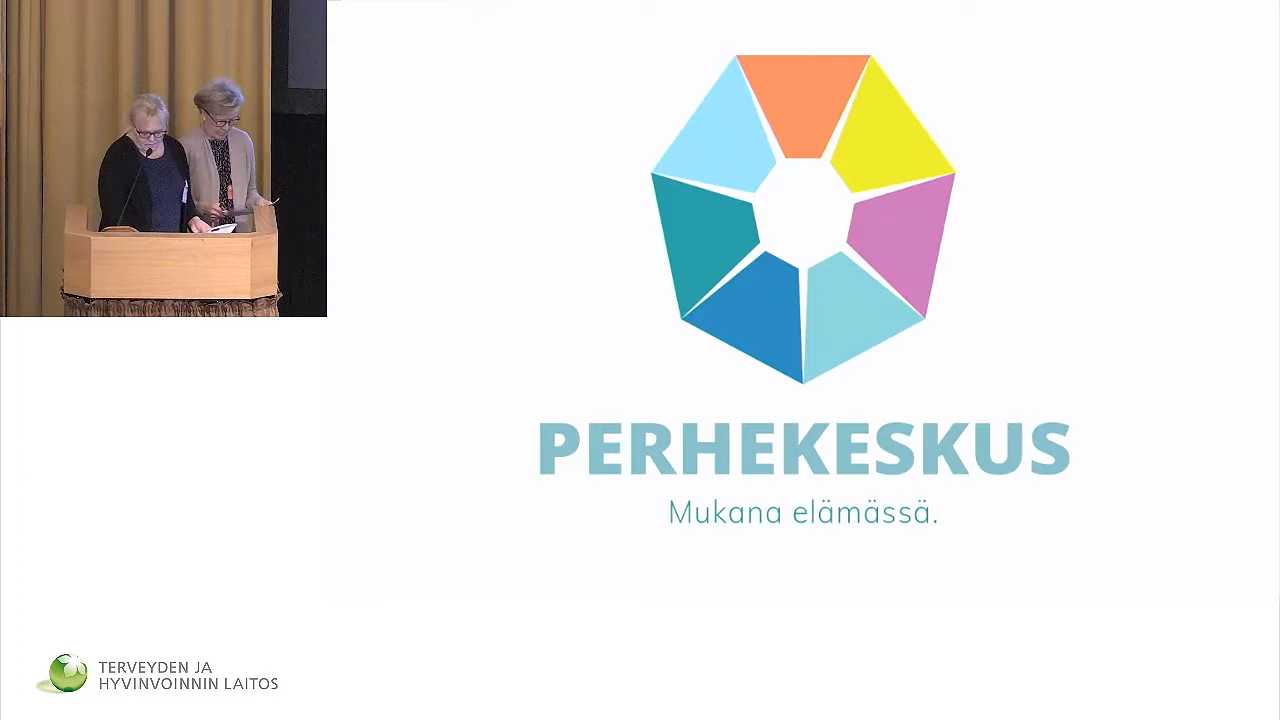 PERHEKESKUS
Mukana elämässä.
TERVEYDEN JA
HYVINVOINNIN LAITOS